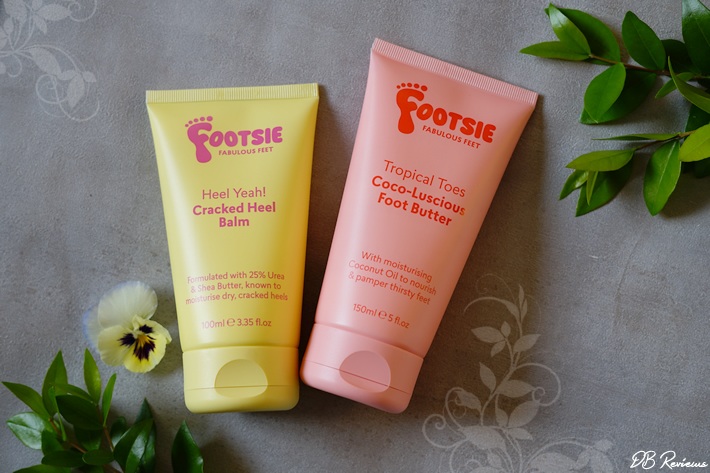 FOOTSIE
FABULOUS FEET
Heel Yeah!
Cracked Heel
Balm
Formulated with 25% Urea
& Shea Butter, known to
moisturise dry, cracked heels
100ml ℮ 3.35 fl.oz
FOOTSIE
FABULOUS FEET
Tropical Toes
Coco-Luscious
Foot Butter
With moisturising
Coconut Oil to nourish
& pamper thirsty feet
150ml ℮ 5 fl.oz
DB Reviews